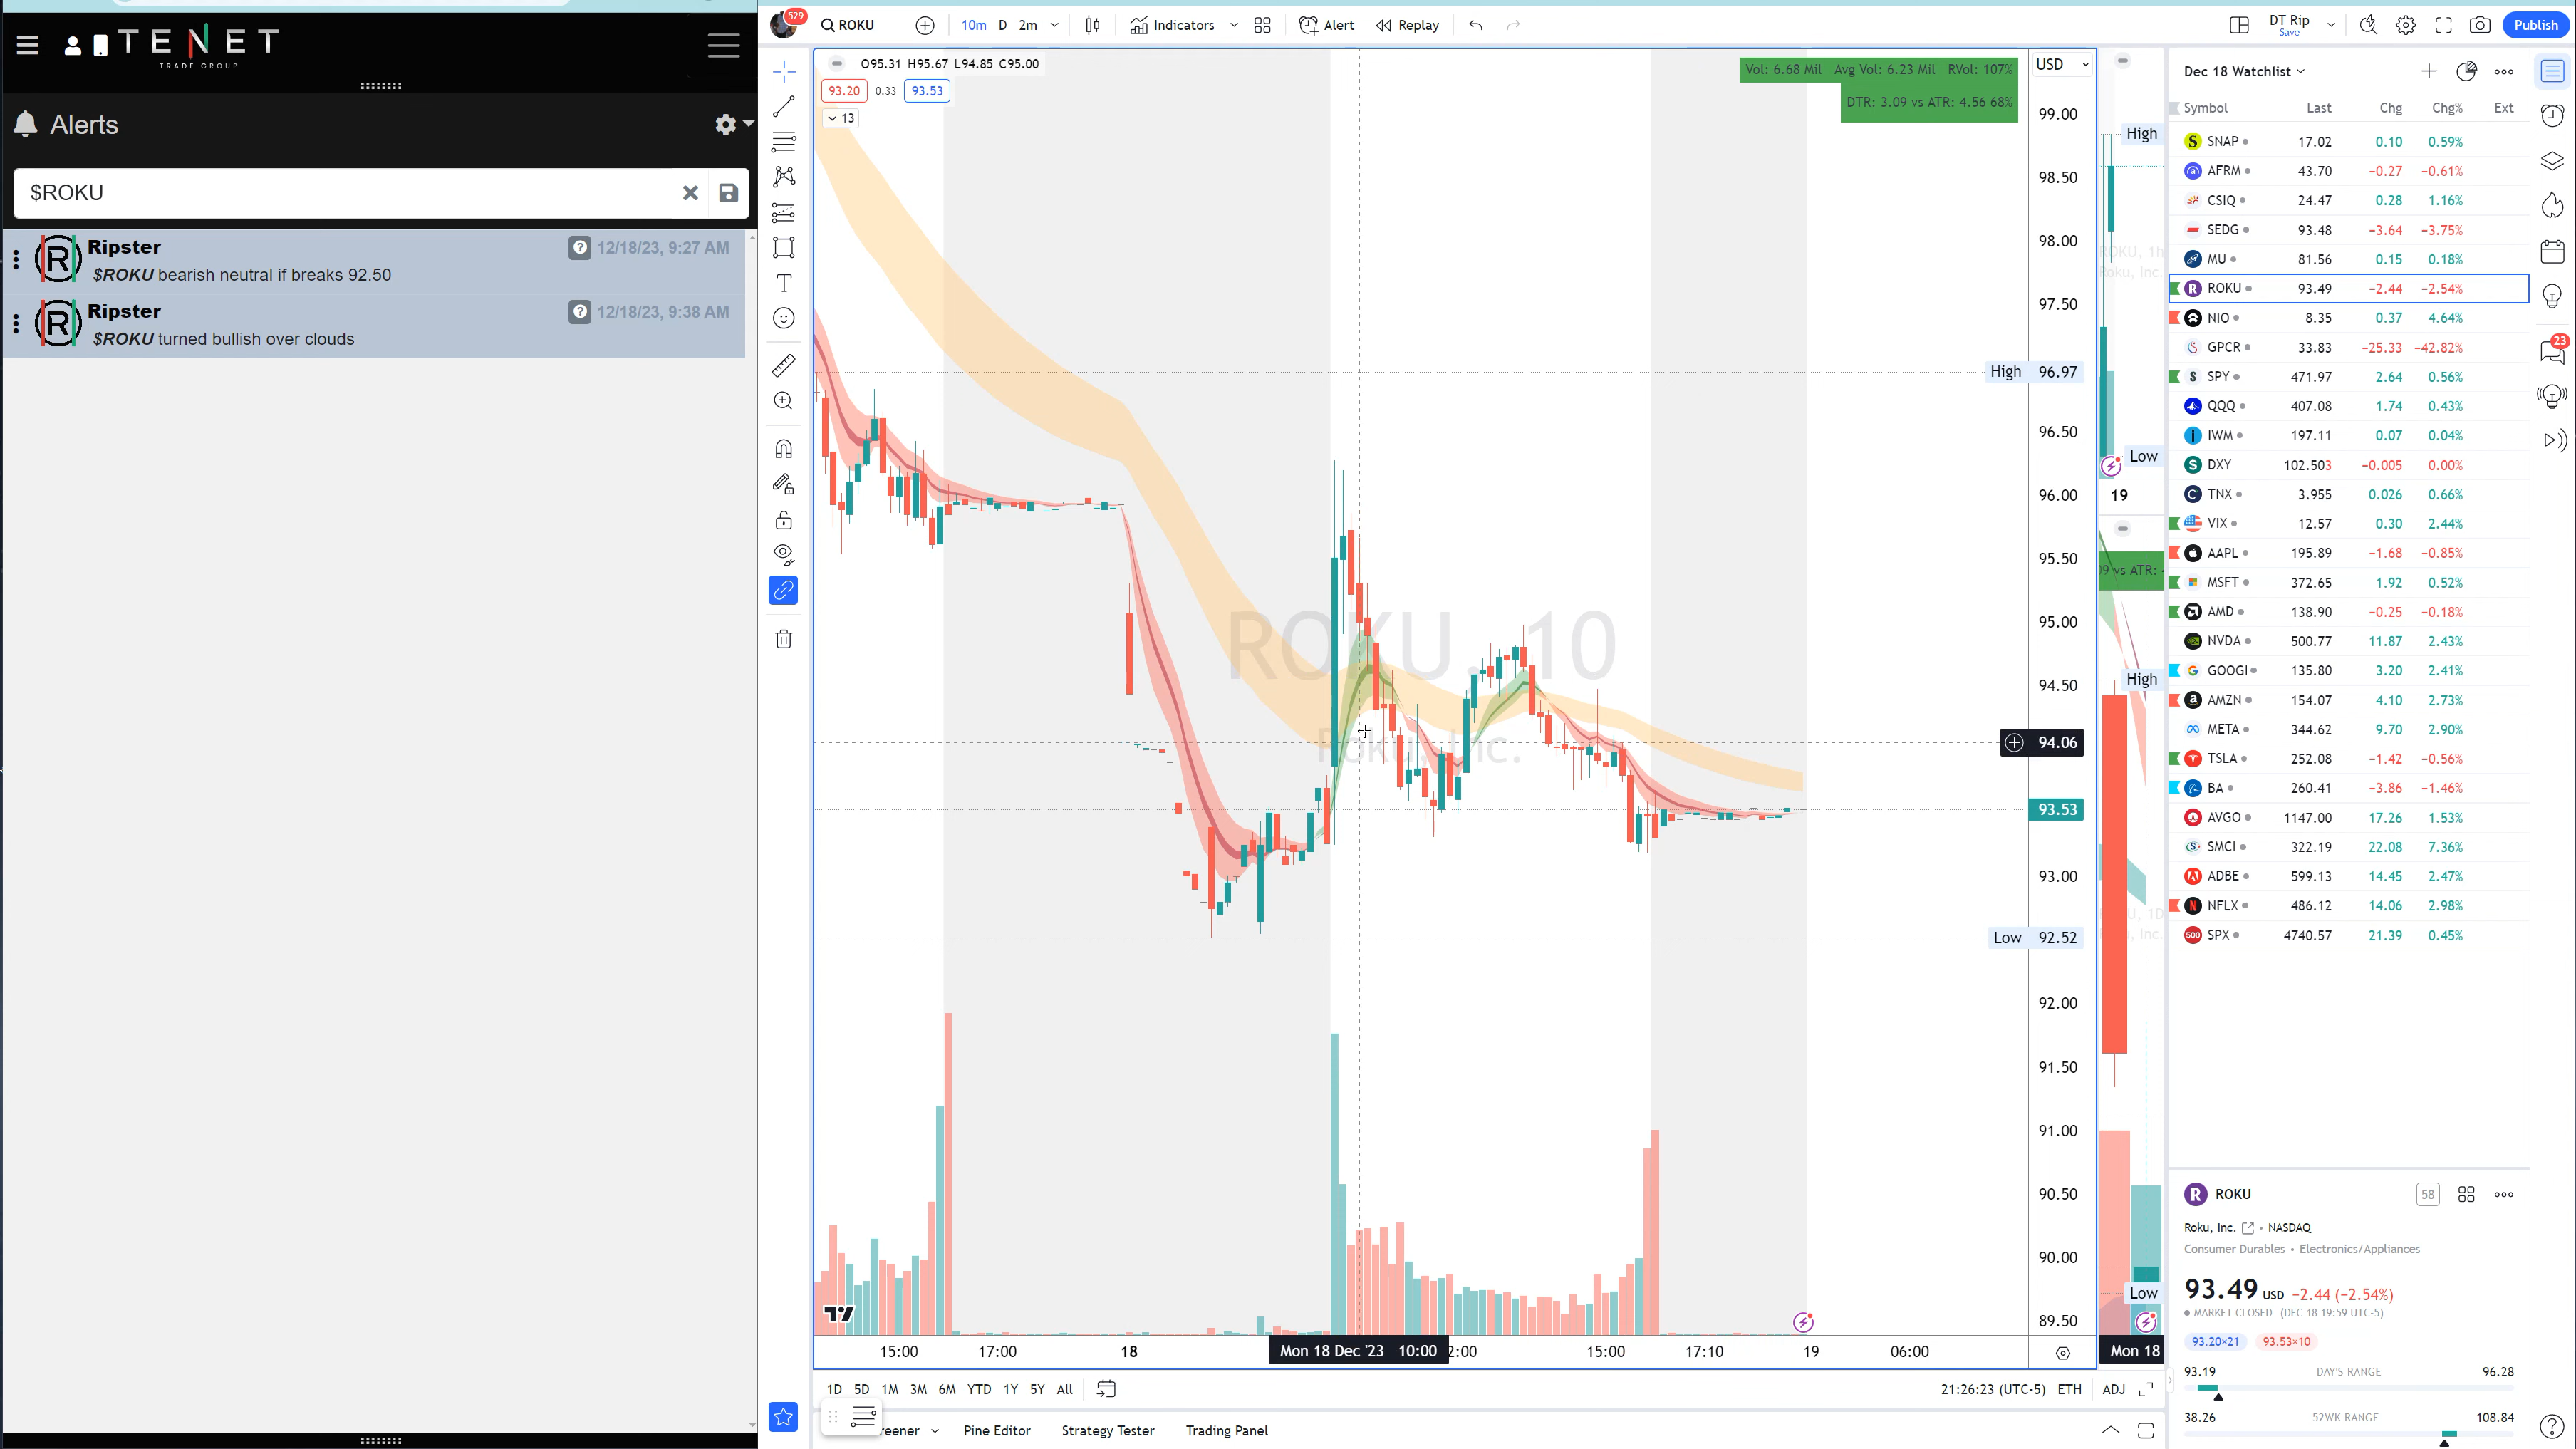 TENET
TRADE GROUP
Alerts
$ROKU
Ripster
12/18/23, 9:27 AM
$ROKU bearish neutral if breaks 92.50
Ripster
12/18/23, 9:38 AM
$ROKU turned bullish over clouds
529
ROKU
10m D 2m
Indicators
Alert
Replay
DT Rip
Save
Publish
O95.31 H95.67 L94.85 C95.00
93.20 0.33 93.53
13
Vol: 6.68 Mil Avg Vol: 6.23 Mil RVol: 107%
DTR: 3.09 vs ATR: 4.56 68%
USD
99.00
98.50
98.00
97.50
High 96.97
96.50
96.00
95.50
95.00
94.50
94.06
93.53
93.00
Low 92.52
92.00
91.50
91.00
90.50
90.00
89.50
ROKU, 10
Roku, Inc.
15:00 17:00 18 Mon 18 Dec '23 10:00 2:00 15:00 17:10 19 06:00
1D 5D 1M 3M 6M YTD 1Y 5Y All
21:26:23 (UTC-5) ETH ADJ
reener Pine Editor Strategy Tester Trading Panel
High
ROKU, 1h
Roku, Inc.
Low
19
09 vs ATR:
High
Low
Mon 18
Dec 18 Watchlist
Symbol Last Chg Chg% Ext
SNAP 17.02 0.10 0.59%
AFRM 43.70 −0.27 −0.61%
CSIQ 24.47 0.28 1.16%
SEDG 93.48 −3.64 −3.75%
MU 81.56 0.15 0.18%
ROKU 93.49 −2.44 −2.54%
NIO 8.35 0.37 4.64%
GPCR 33.83 −25.33 −42.82%
SPY 471.97 2.64 0.56%
QQQ 407.08 1.74 0.43%
IWM 197.11 0.07 0.04%
DXY 102.503 −0.005 0.00%
TNX 3.955 0.026 0.66%
VIX 12.57 0.30 2.44%
AAPL 195.89 −1.68 −0.85%
MSFT 372.65 1.92 0.52%
AMD 138.90 −0.25 −0.18%
NVDA 500.77 11.87 2.43%
GOOGl 135.80 3.20 2.41%
AMZN 154.07 4.10 2.73%
META 344.62 9.70 2.90%
TSLA 252.08 −1.42 −0.56%
BA 260.41 −3.86 −1.46%
AVGO 1147.00 17.26 1.53%
SMCI 322.19 22.08 7.36%
ADBE 599.13 14.45 2.47%
NFLX 486.12 14.06 2.98%
SPX 4740.57 21.39 0.45%
23
ROKU
58
Roku, Inc. • NASDAQ
Consumer Durables • Electronics/Appliances
93.49 USD −2.44 (−2.54%)
MARKET CLOSED (DEC 18 19:59 UTC-5)
93.20×21 93.53×10
93.19 DAY'S RANGE 96.28
38.26 52WK RANGE 108.84